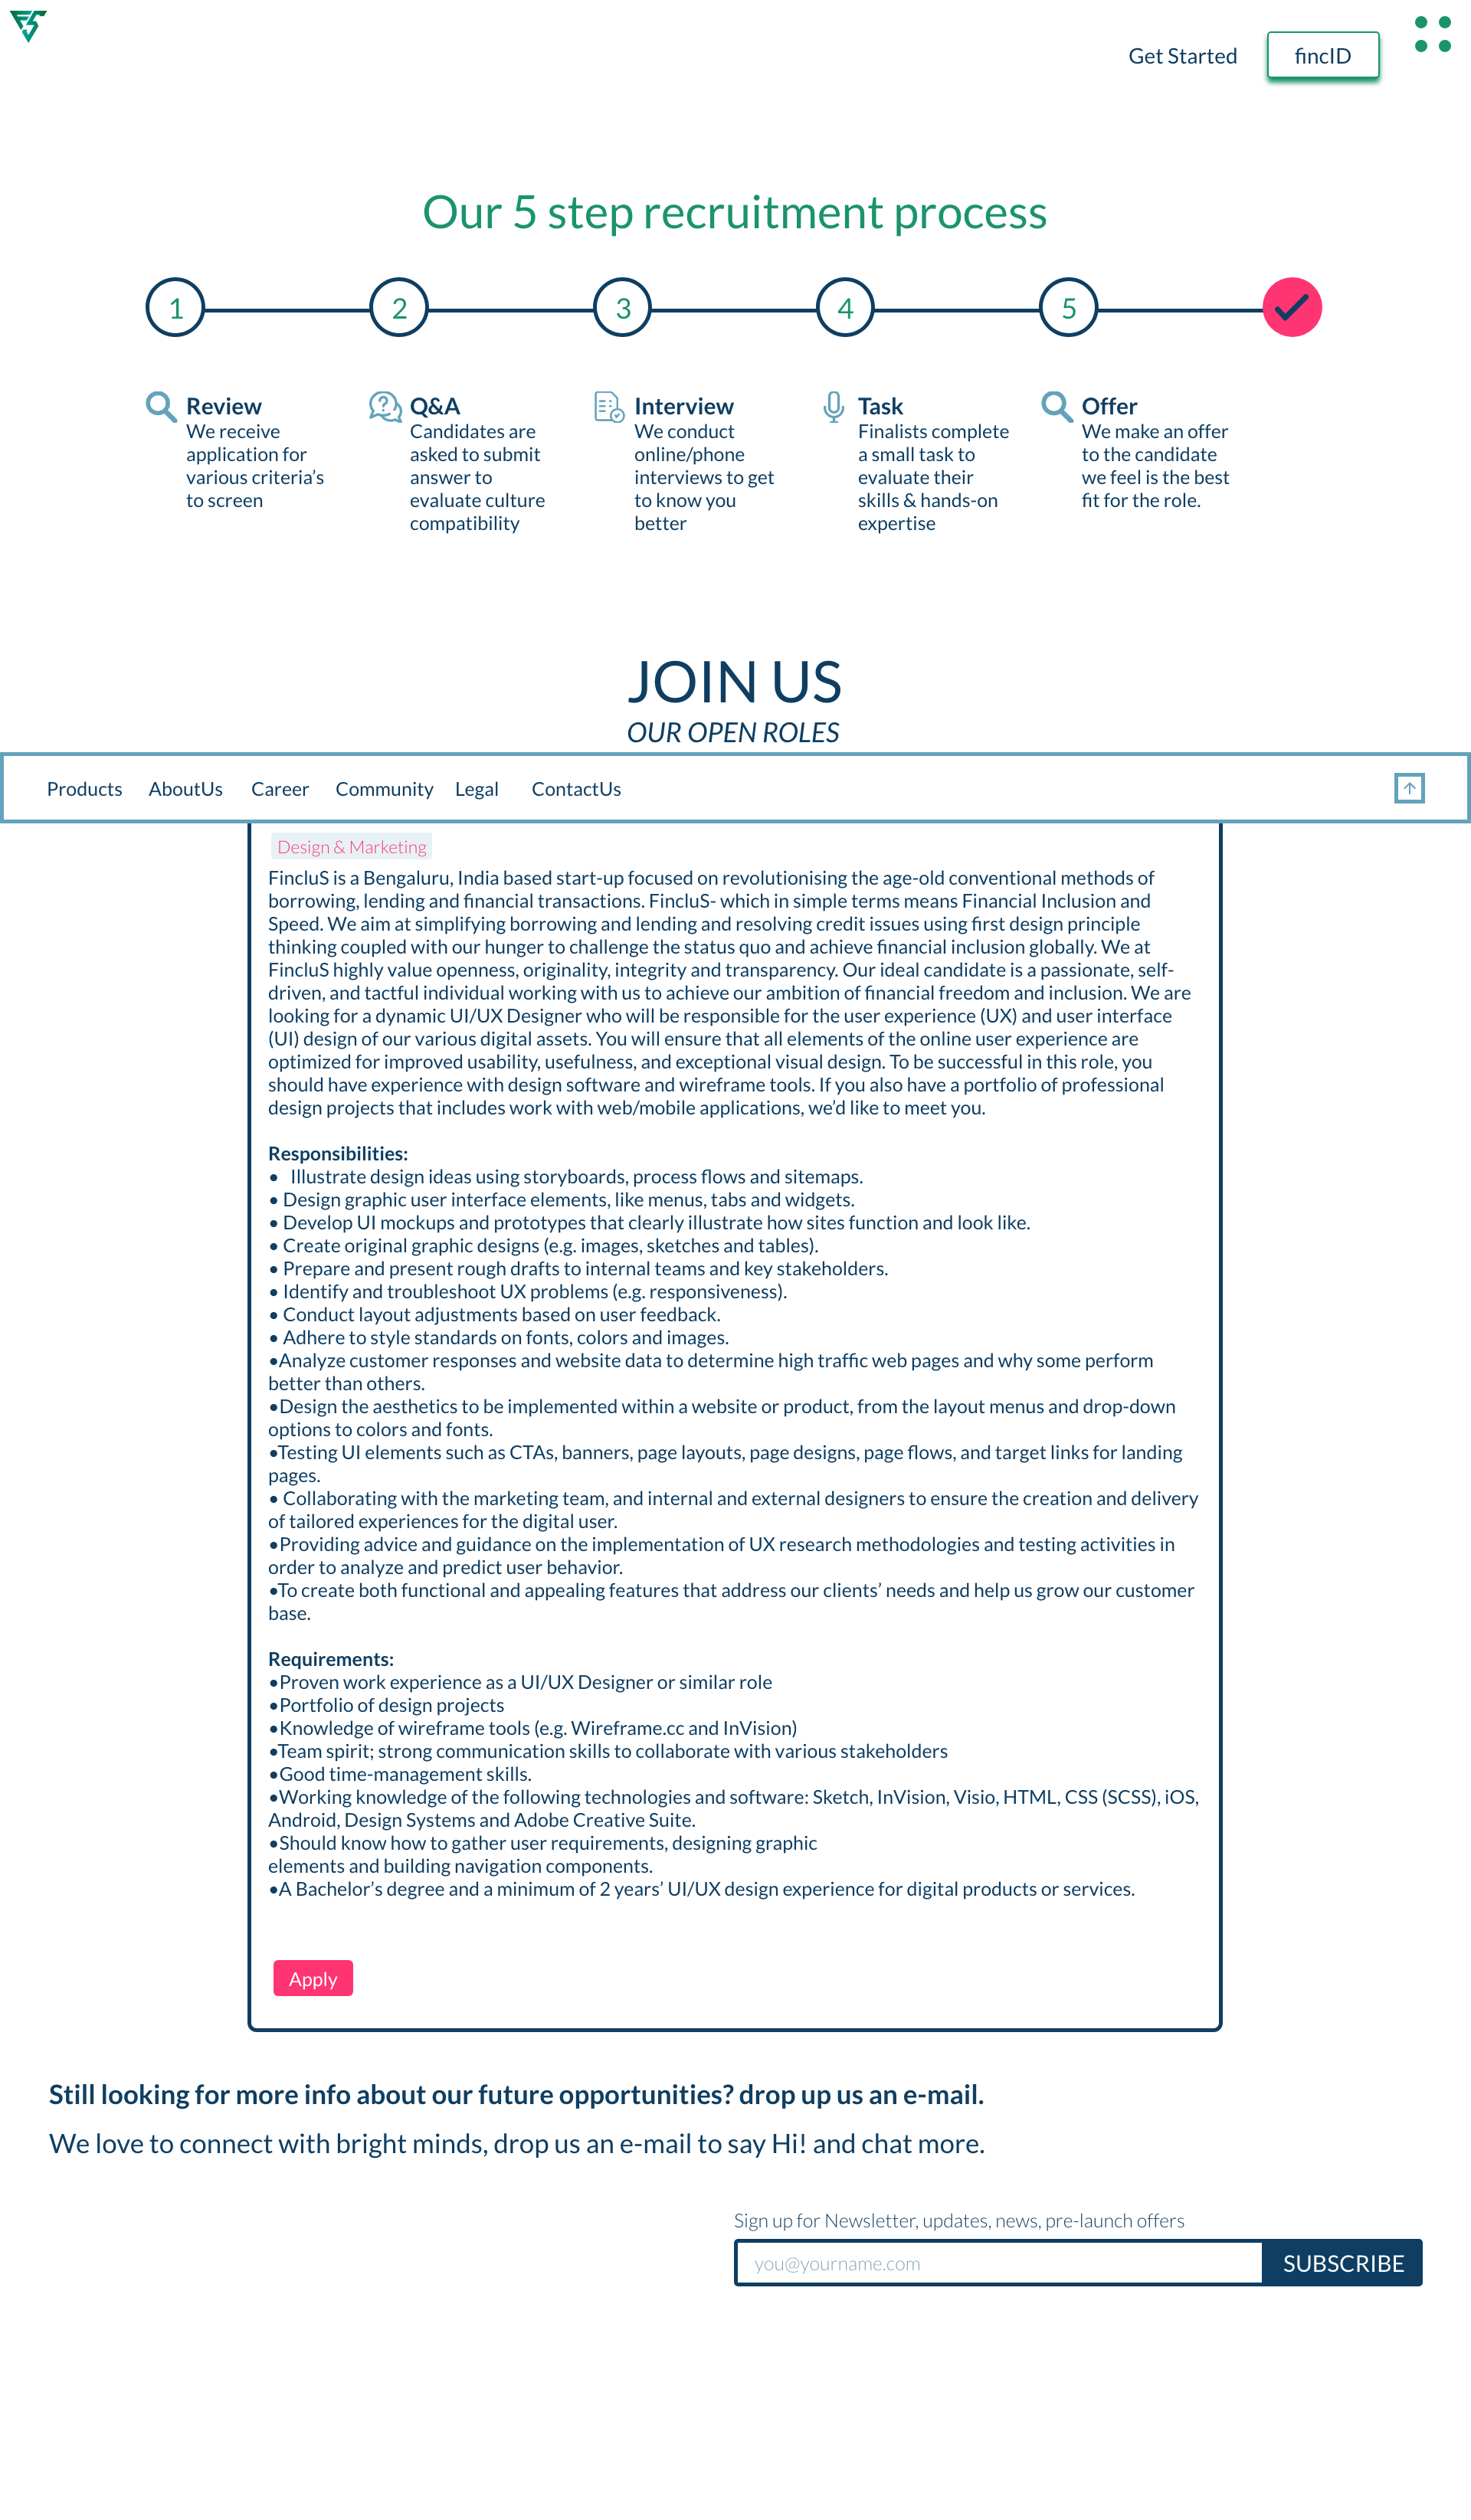 Get Started
fincID
Our 5 step recruitment process
1
2
3
4
5
Review
We receive
application for
various criteria’s
to screen
Q&A
Candidates are
asked to submit
answer to
evaluate culture
compatibility
Interview
We conduct
online/phone
interviews to get
to know you
better
Task
Finalists complete
a small task to
evaluate their
skills & hands-on
expertise
Offer
We make an offer
to the candidate
we feel is the best
fit for the role.
JOIN US
OUR OPEN ROLES
Products AboutUs Career Community Legal ContactUs
Design & Marketing
FincluS is a Bengaluru, India based start-up focused on revolutionising the age-old conventional methods of
borrowing, lending and financial transactions. FincluS- which in simple terms means Financial Inclusion and
Speed. We aim at simplifying borrowing and lending and resolving credit issues using first design principle
thinking coupled with our hunger to challenge the status quo and achieve financial inclusion globally. We at
FincluS highly value openness, originality, integrity and transparency. Our ideal candidate is a passionate, self-
driven, and tactful individual working with us to achieve our ambition of financial freedom and inclusion. We are
looking for a dynamic UI/UX Designer who will be responsible for the user experience (UX) and user interface
(UI) design of our various digital assets. You will ensure that all elements of the online user experience are
optimized for improved usability, usefulness, and exceptional visual design. To be successful in this role, you
should have experience with design software and wireframe tools. If you also have a portfolio of professional
design projects that includes work with web/mobile applications, we’d like to meet you.
Responsibilities:
• Illustrate design ideas using storyboards, process flows and sitemaps.
• Design graphic user interface elements, like menus, tabs and widgets.
• Develop UI mockups and prototypes that clearly illustrate how sites function and look like.
• Create original graphic designs (e.g. images, sketches and tables).
• Prepare and present rough drafts to internal teams and key stakeholders.
• Identify and troubleshoot UX problems (e.g. responsiveness).
• Conduct layout adjustments based on user feedback.
• Adhere to style standards on fonts, colors and images.
•Analyze customer responses and website data to determine high traffic web pages and why some perform
better than others.
•Design the aesthetics to be implemented within a website or product, from the layout menus and drop-down
options to colors and fonts.
•Testing UI elements such as CTAs, banners, page layouts, page designs, page flows, and target links for landing
pages.
• Collaborating with the marketing team, and internal and external designers to ensure the creation and delivery
of tailored experiences for the digital user.
•Providing advice and guidance on the implementation of UX research methodologies and testing activities in
order to analyze and predict user behavior.
•To create both functional and appealing features that address our clients’ needs and help us grow our customer
base.
Requirements:
•Proven work experience as a UI/UX Designer or similar role
•Portfolio of design projects
•Knowledge of wireframe tools (e.g. Wireframe.cc and InVision)
•Team spirit; strong communication skills to collaborate with various stakeholders
•Good time-management skills.
•Working knowledge of the following technologies and software: Sketch, InVision, Visio, HTML, CSS (SCSS), iOS,
Android, Design Systems and Adobe Creative Suite.
•Should know how to gather user requirements, designing graphic
elements and building navigation components.
•A Bachelor’s degree and a minimum of 2 years’ UI/UX design experience for digital products or services.
Apply
Still looking for more info about our future opportunities? drop up us an e-mail.
We love to connect with bright minds, drop us an e-mail to say Hi! and chat more.
Sign up for Newsletter, updates, news, pre-launch offers
you@yourname.com
SUBSCRIBE